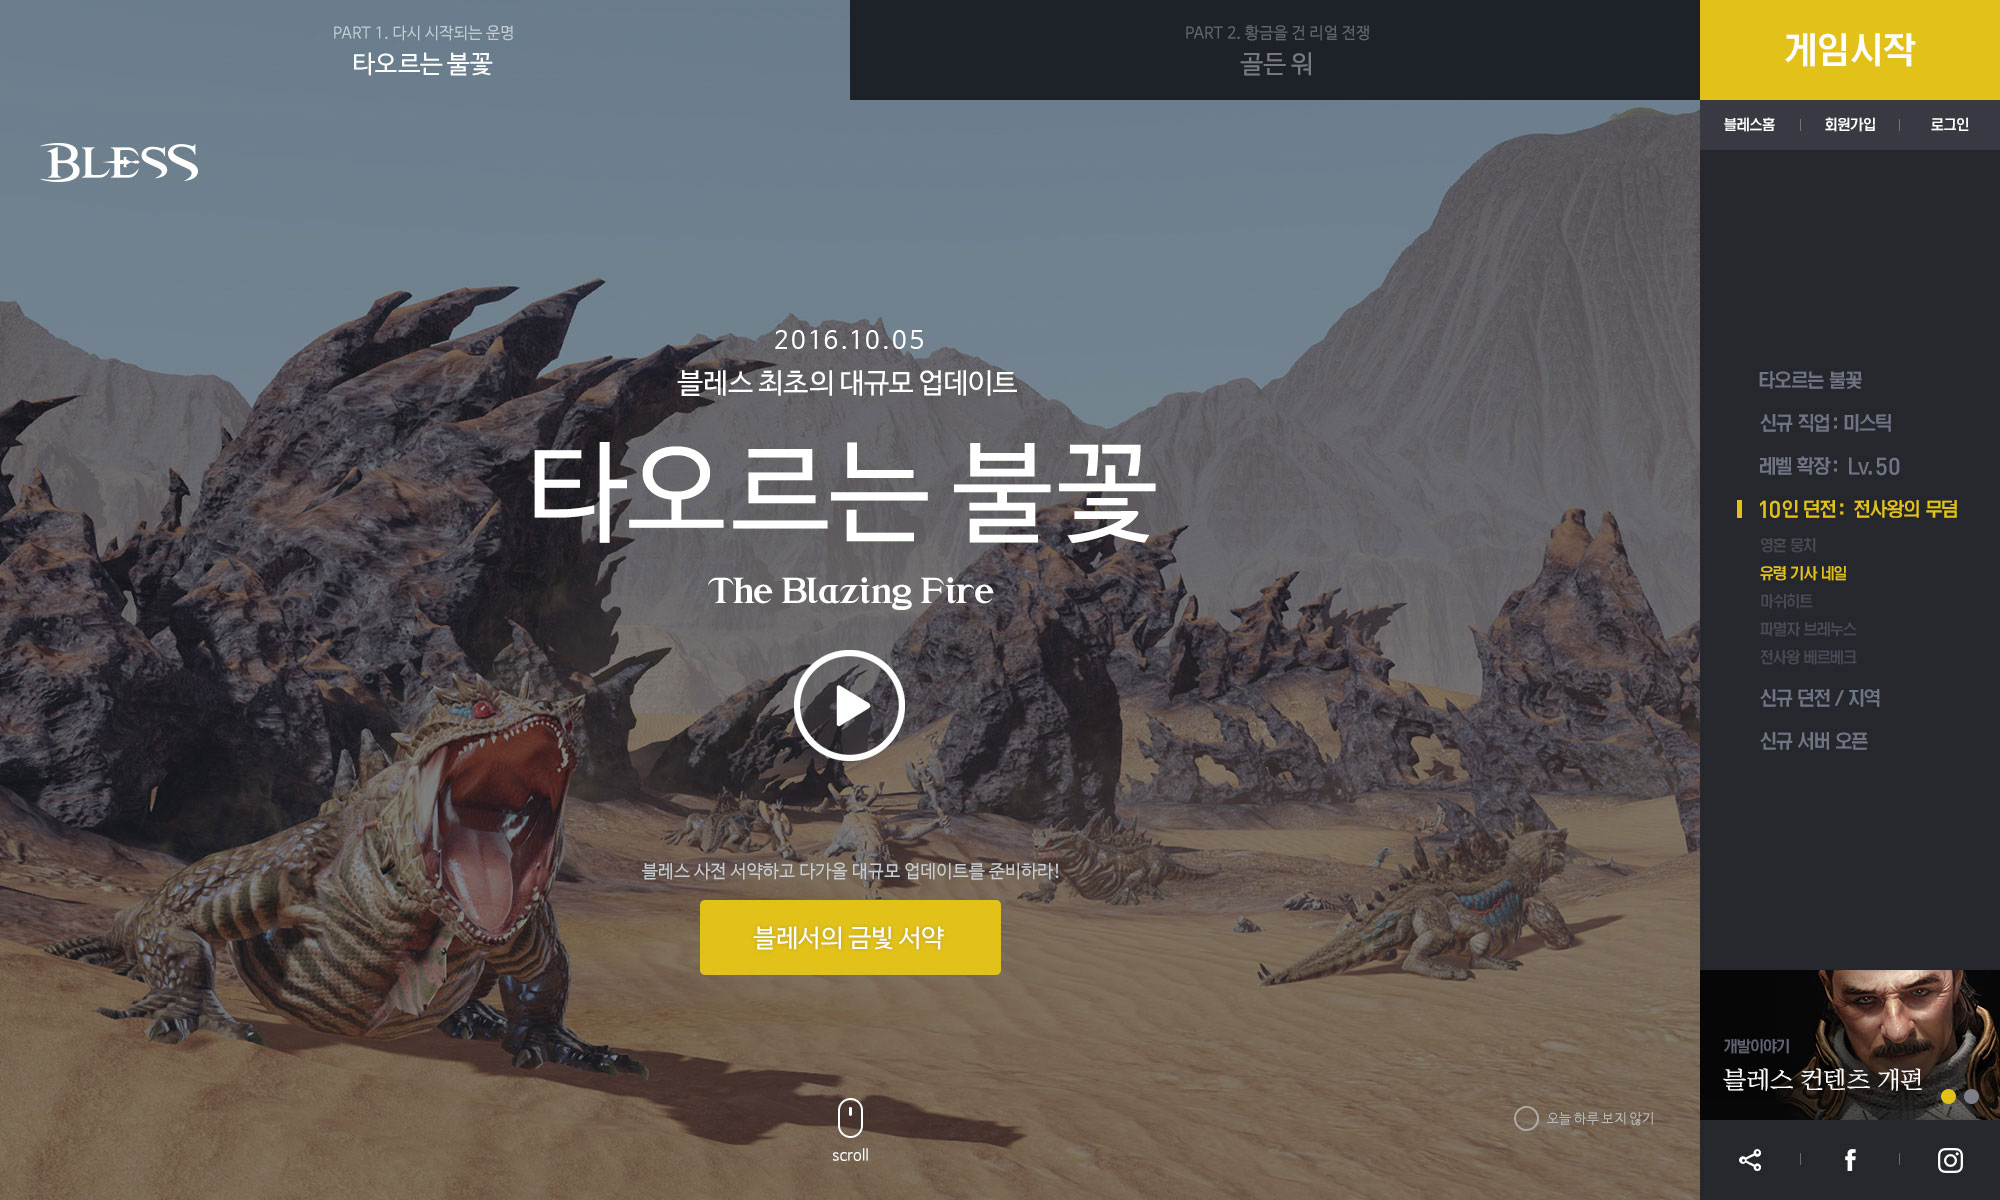 PART 1. 다시 시작되는 운명
타오르는 불꽃
PART 2. 황금을 건 리얼 전쟁
골든 워
게임시작
블레스홈
회원가입
로그인
BLESS
2016.10.05
블레스 최초의 대규모 업데이트
타오르는 불꽃
The Blazing Fire
블레스 사전 서약하고 다가올 대규모 업데이트를 준비하라!
블레서의 금빛 서약
scroll
오늘 하루 보지 않기
타오르는 불꽃
신규 직업 : 미스틱
레벨 확장 : Lv.50
10인 던전 : 전사왕의 무덤
영혼 뭉치
유령 기사 네일
마쉬히트
파멸자 브레누스
전사왕 베르베크
신규 던전 / 지역
신규 서버 오픈
개발이야기
블레스 컨텐츠 개편